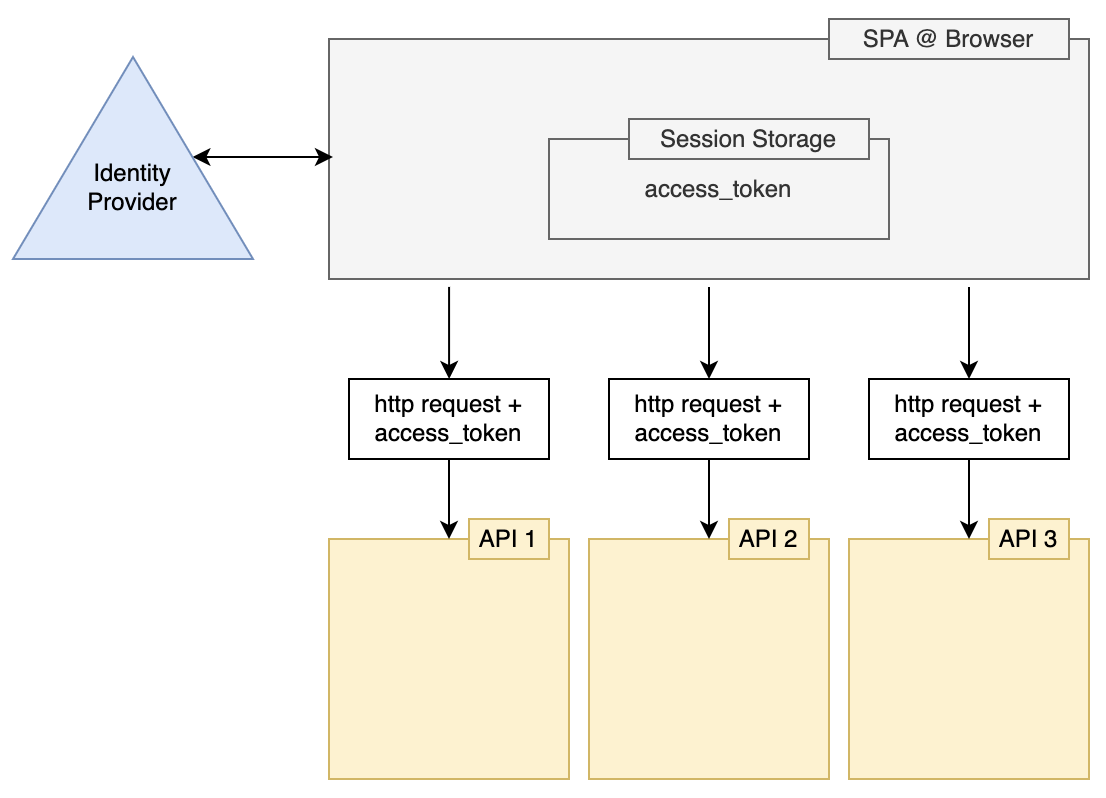 SPA @ Browser
Identity
Provider
Session Storage
access_token
http request +
access_token
http request +
access_token
http request +
access_token
API 1
API 2
API 3